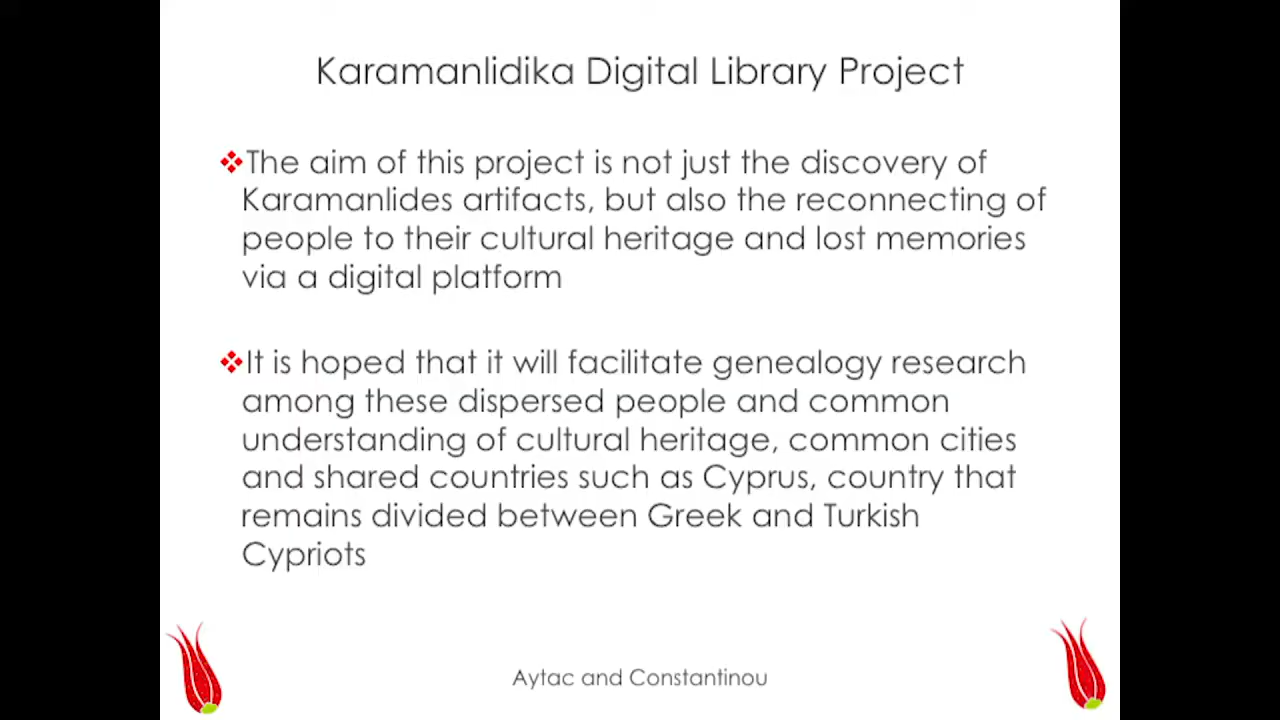 Karamanlidika Digital Library Project
The aim of this project is not just the discovery of
Karamanlides artifacts, but also the reconnecting of
people to their cultural heritage and lost memories
via a digital platform
It is hoped that it will facilitate genealogy research
among these dispersed people and common
understanding of cultural heritage, common cities
and shared countries such as Cyprus, country that
remains divided between Greek and Turkish
Cypriots
Aytac and Constantinou